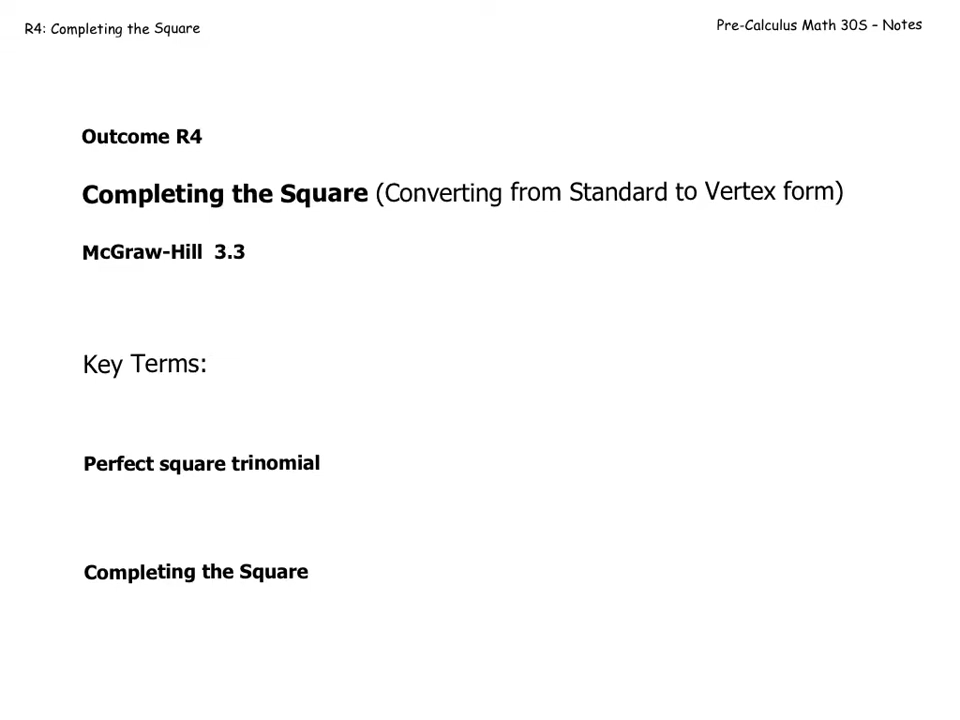 R4: Completing the Square
Pre-Calculus Math 30S – Notes
Outcome R4
Completing the Square (Converting from Standard to Vertex form)
McGraw-Hill 3.3
Key Terms:
Perfect square trinomial
Completing the Square